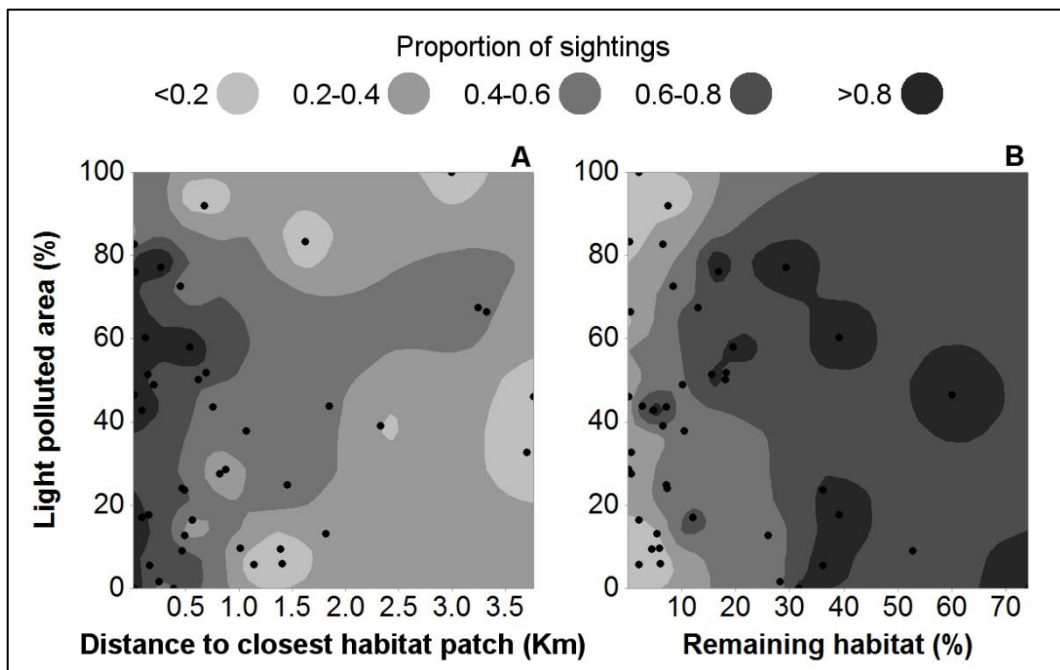 Proportion of sightings
<0.2 0.2-0.4 0.4-0.6 0.6-0.8 >0.8
A B
Light polluted area (%)
100
80
60
40
20
0
0.5 1.0 1.5 2.0 2.5 3.0 3.5
Distance to closest habitat patch (Km)
100
80
60
40
20
0
10 20 30 40 50 60 70
Remaining habitat (%)